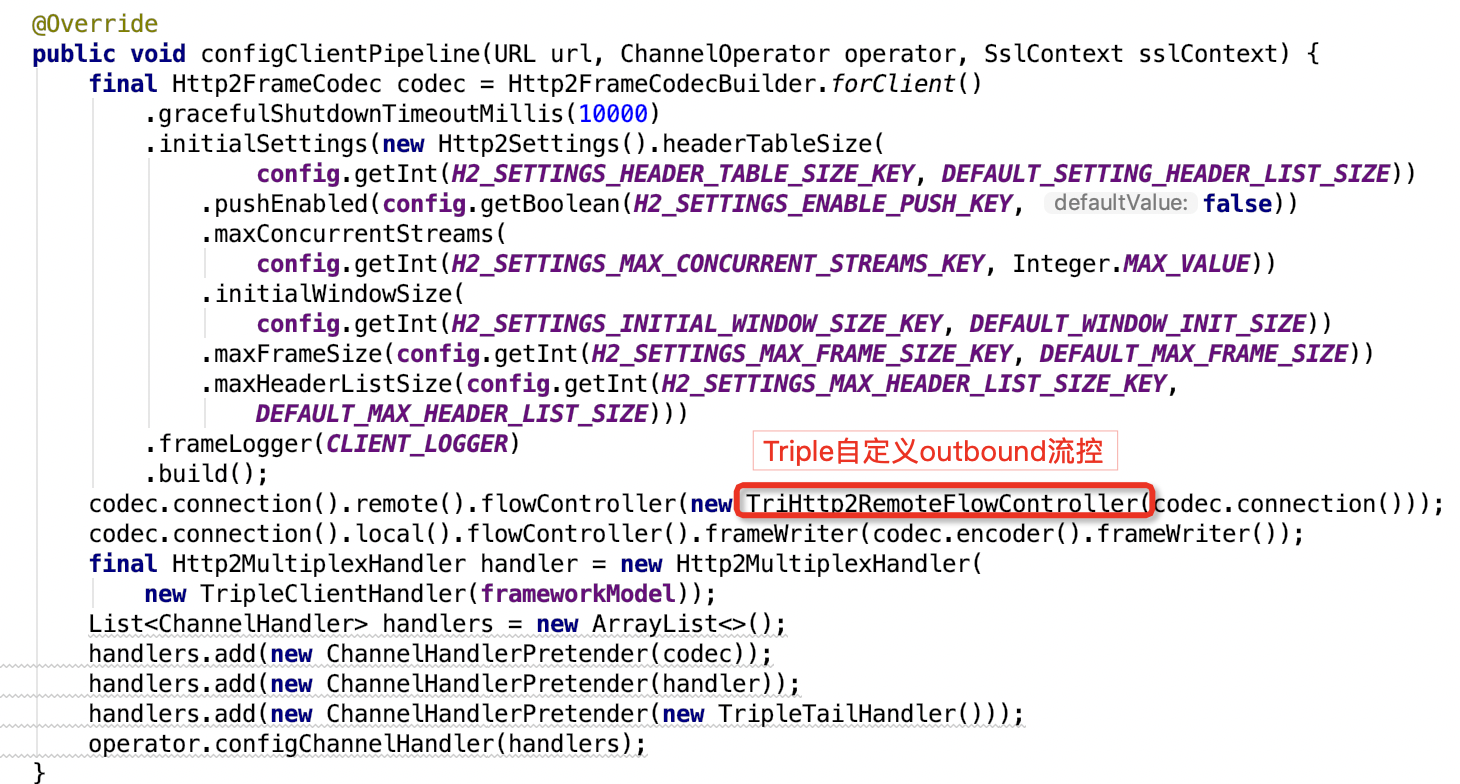 @Override
public void configClientPipeline(URL url, ChannelOperator operator, SslContext sslContext) {
final Http2FrameCodec codec = Http2FrameCodecBuilder.forClient()
.gracefulShutdownTimeoutMillis(10000)
.initialSettings(new Http2Settings().headerTableSize(
config.getInt(H2_SETTINGS_HEADER_TABLE_SIZE_KEY, DEFAULT_SETTING_HEADER_LIST_SIZE))
.pushEnabled(config.getBoolean(H2_SETTINGS_ENABLE_PUSH_KEY, defaultValue: false))
.maxConcurrentStreams(
config.getInt(H2_SETTINGS_MAX_CONCURRENT_STREAMS_KEY, Integer.MAX_VALUE))
.initialWindowSize(
config.getInt(H2_SETTINGS_INITIAL_WINDOW_SIZE_KEY, DEFAULT_WINDOW_INIT_SIZE))
.maxFrameSize(config.getInt(H2_SETTINGS_MAX_FRAME_SIZE_KEY, DEFAULT_MAX_FRAME_SIZE))
.maxHeaderListSize(config.getInt(H2_SETTINGS_MAX_HEADER_LIST_SIZE_KEY,
DEFAULT_MAX_HEADER_LIST_SIZE)))
.frameLogger(CLIENT_LOGGER)
Triple自定义outbound流控
.build();
codec.connection().remote().flowController(new TriHttp2RemoteFlowController(codec.connection()));
codec.connection().local().flowController().frameWriter(codec.encoder().frameWriter());
final Http2MultiplexHandler handler = new Http2MultiplexHandler(
new TripleClientHandler(frameworkModel));
List<ChannelHandler> handlers = new ArrayList<>();
handlers.add(new ChannelHandlerPretender(codec));
handlers.add(new ChannelHandlerPretender(handler));
handlers.add(new ChannelHandlerPretender(new TripleTailHandler()));
operator.configChannelHandler(handlers);
}